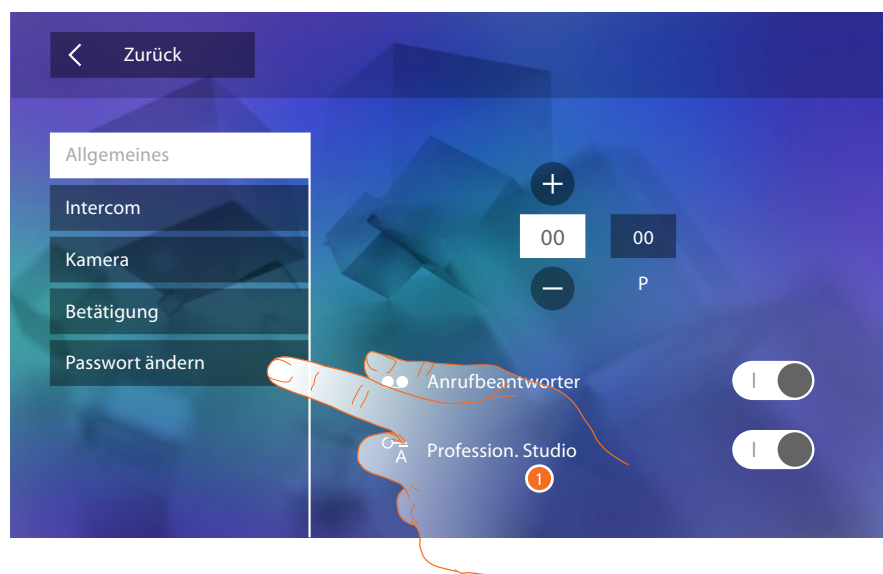 Zurück
Allgemeines
Intercom
Kamera
Betätigung
Passwort ändern
00 00
P
Anrufbeantworter
A Profession. Studio
1